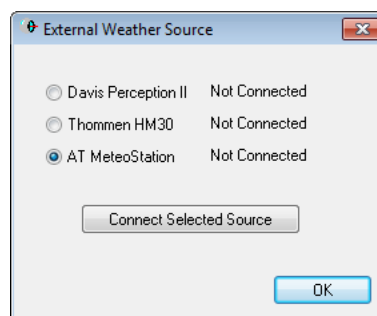 External Weather Source
Davis Perception II Not Connected
Thommen HM30 Not Connected
AT MeteoStation Not Connected
Connect Selected Source
OK